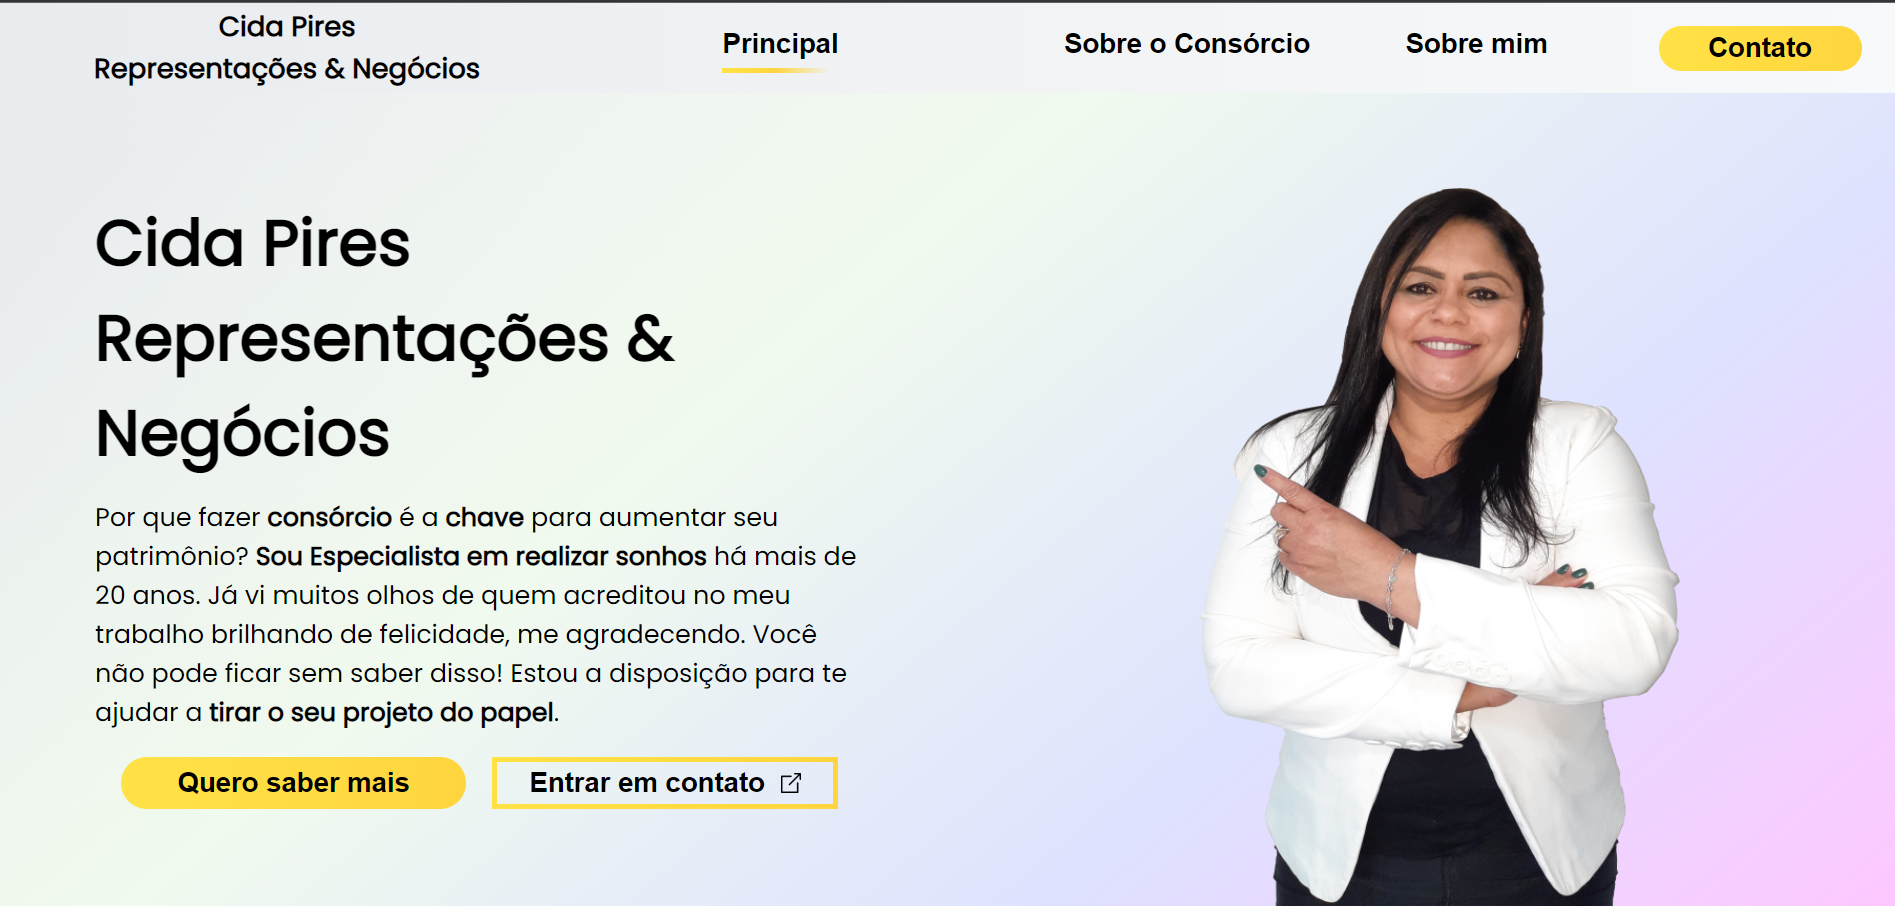 Cida Pires
Representações & Negócios
Principal
Sobre o Consórcio
Sobre mim
Contato
Cida Pires
Representações &
Negócios
Por que fazer consórcio é a chave para aumentar seu
patrimônio? Sou Especialista em realizar sonhos há mais de
20 anos. Já vi muitos olhos de quem acreditou no meu
trabalho brilhando de felicidade, me agradecendo. Você
não pode ficar sem saber disso! Estou a disposição para te
ajudar a tirar o seu projeto do papel.
Quero saber mais
Entrar em contato